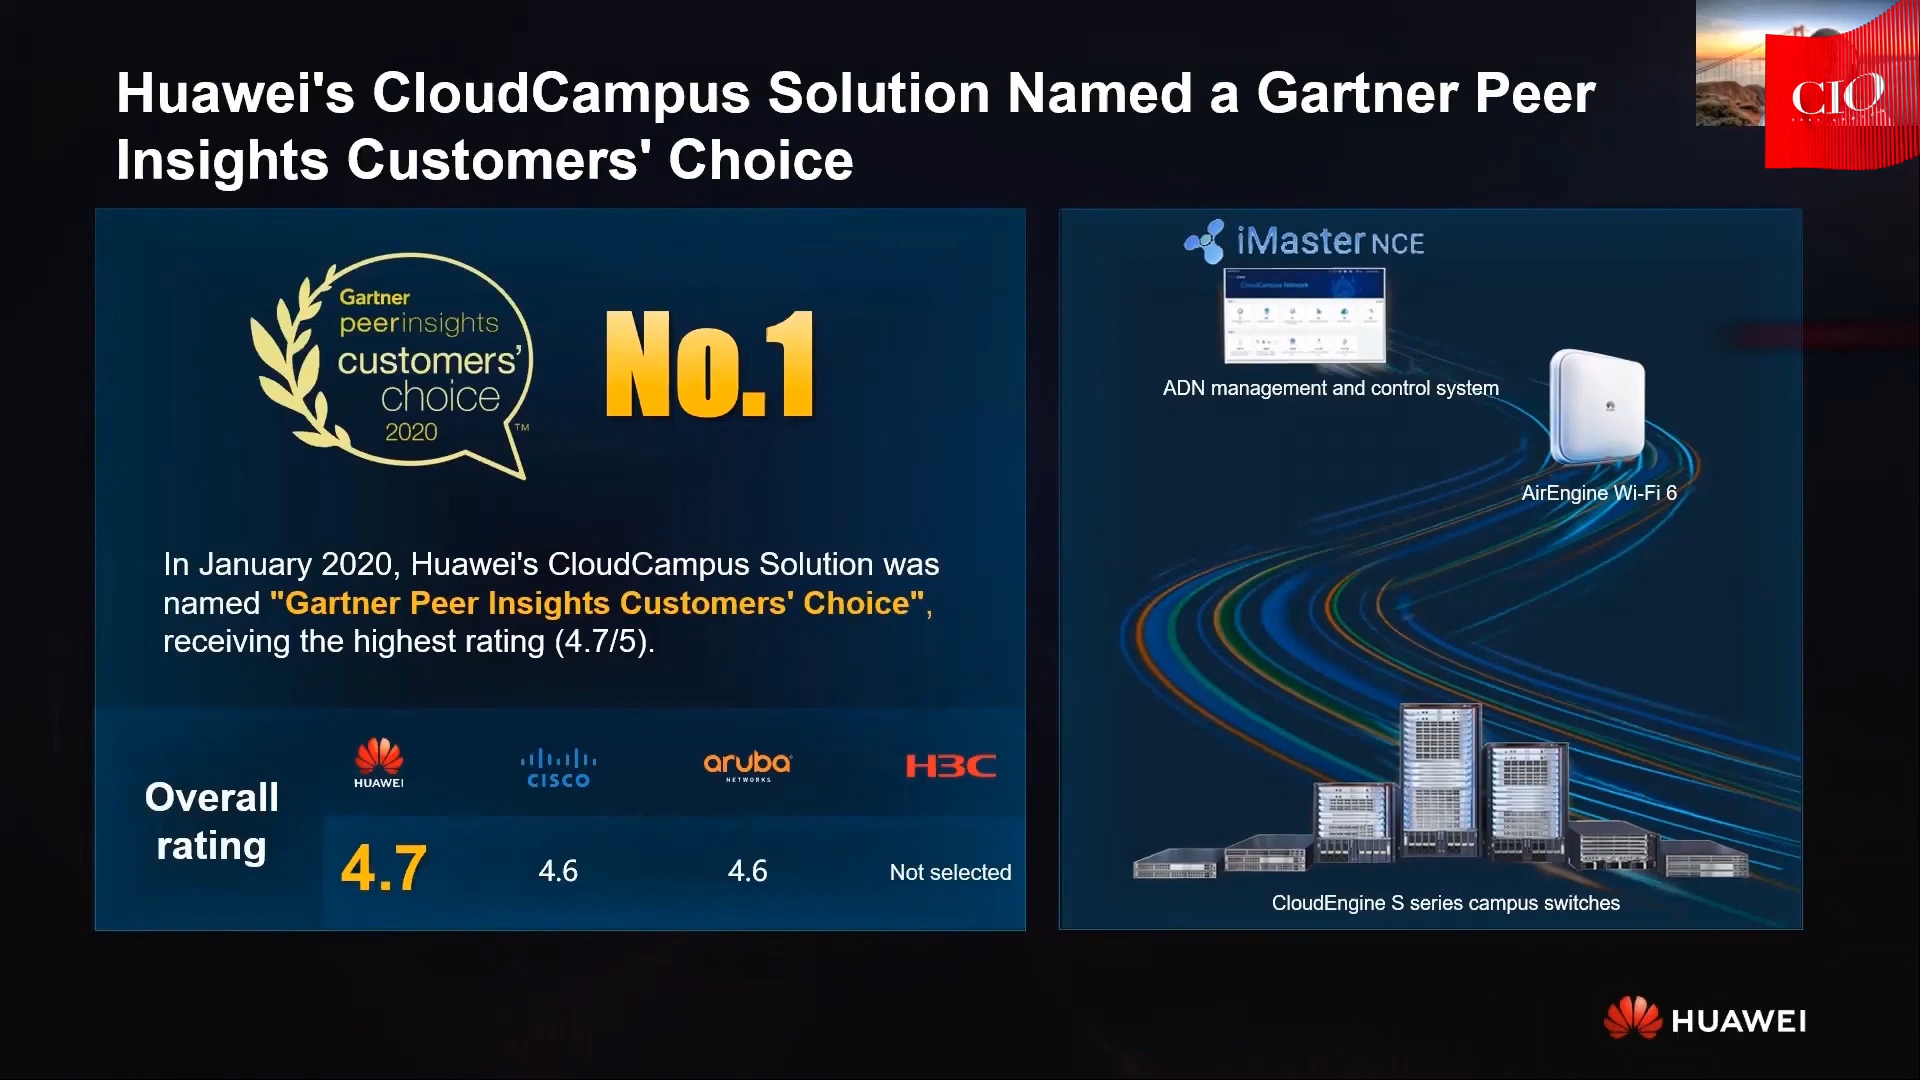 Huawei's CloudCampus Solution Named a Gartner Peer
Insights Customers' Choice
CIO
Gartner
peerinsights
customers'
choice
2020
TM
No.1
In January 2020, Huawei's CloudCampus Solution was
named "Gartner Peer Insights Customers' Choice",
receiving the highest rating (4.7/5).
Overall
rating
HUAWEI
CISCO
aruba
NETWORKS
H3C
4.7
4.6
4.6
Not selected
iMaster NCE
CloudCampus Network
ADN management and control system
AirEngine Wi-Fi 6
CloudEngine S series campus switches
HUAWEI